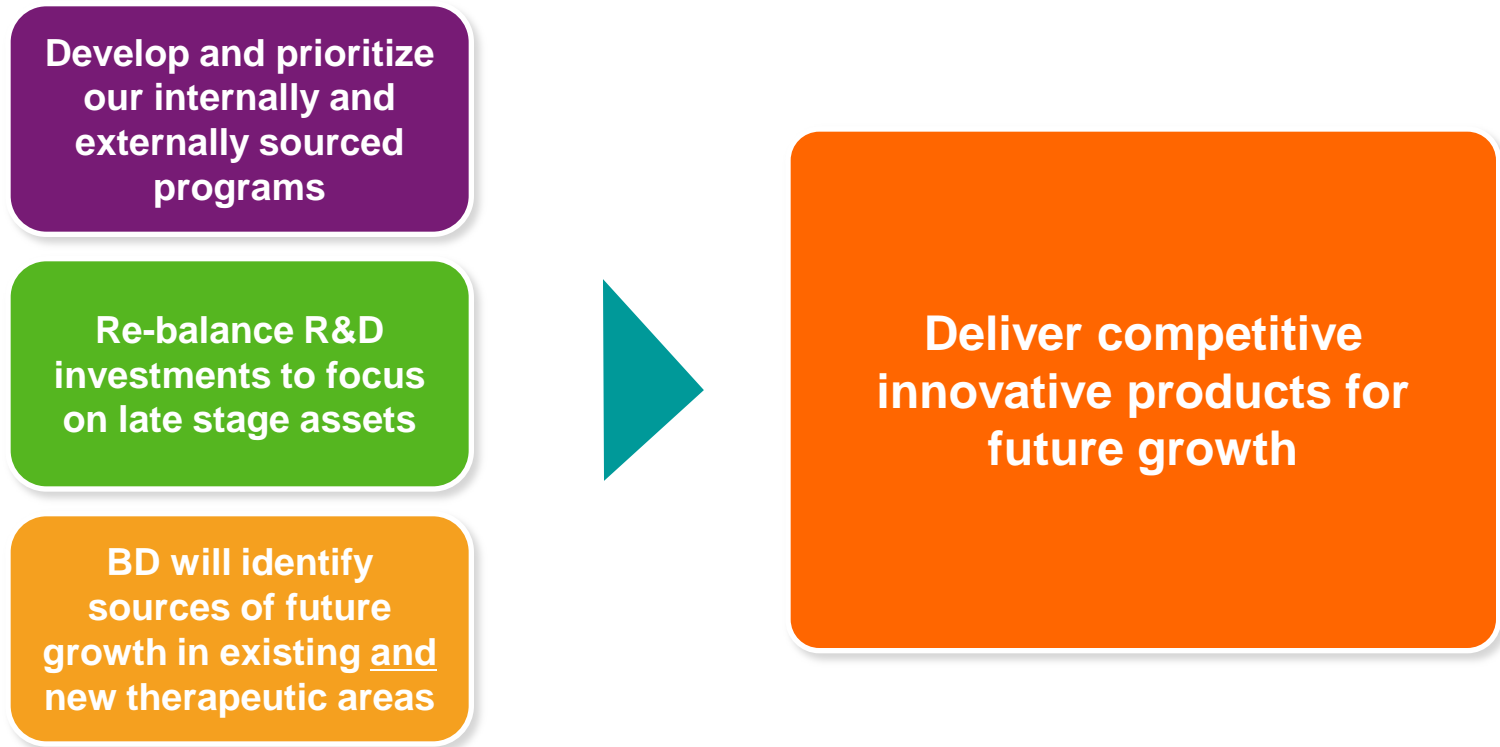 Develop and prioritize
our internally and
externally sourced
programs
Re-balance R&D
investments to focus
on late stage assets
BD will identify
sources of future
growth in existing and
new therapeutic areas
Deliver competitive
innovative products for
future growth